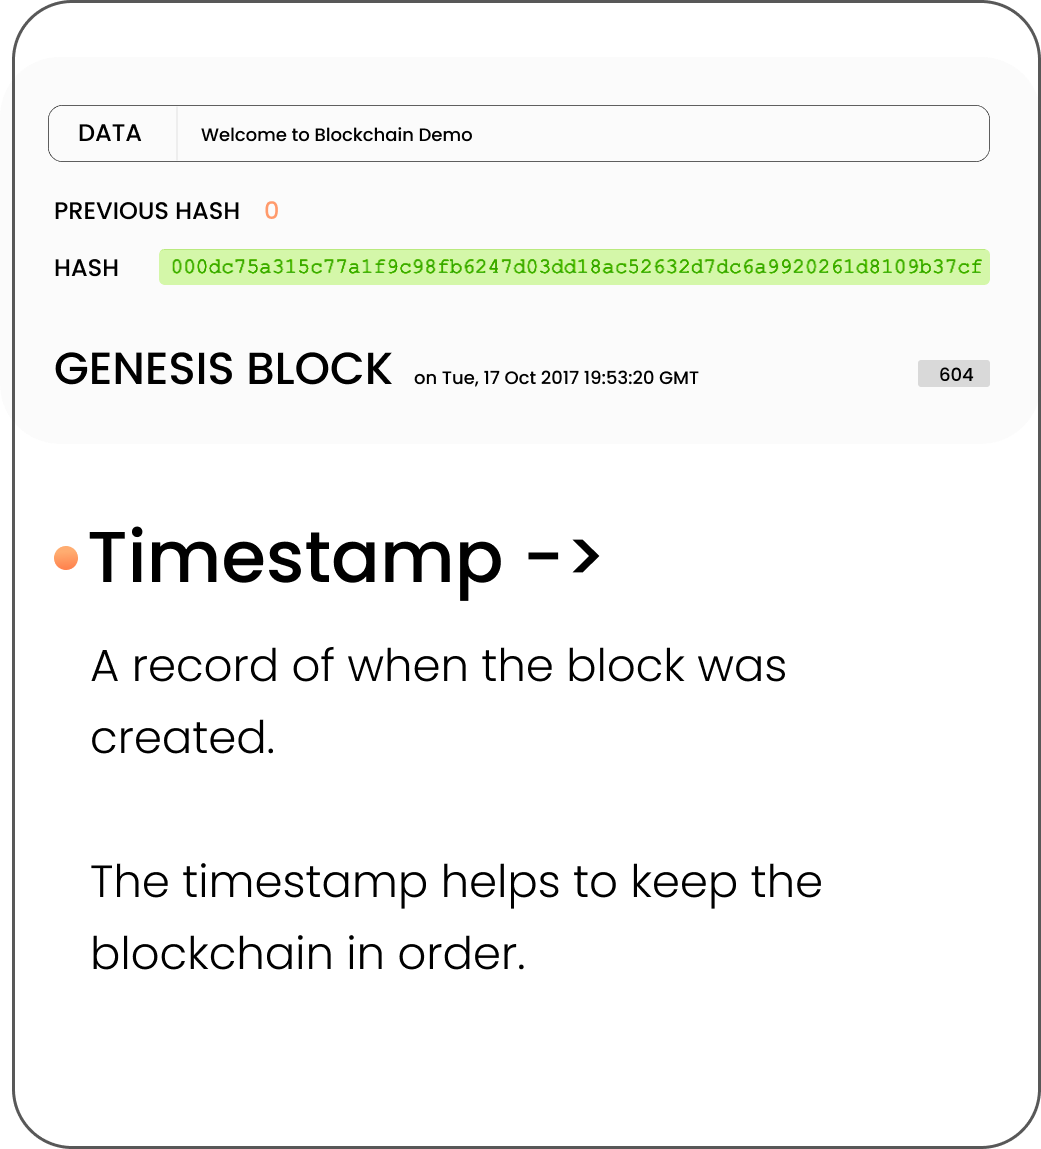 DATA Welcome to Blockchain Demo
PREVIOUS HASH 0
HASH 000dc75a315c77a1f9c98fb6247d03dd18ac52632d7dc6a9920261d8109b37cf
GENESIS BLOCK on Tue, 17 Oct 2017 19:53:20 GMT 604
Timestamp ->
A record of when the block was
created.
The timestamp helps to keep the
blockchain in order.